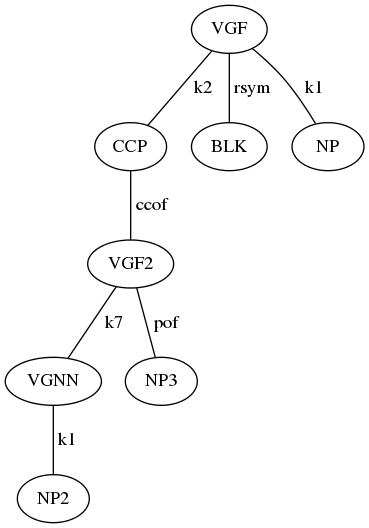 VGF
k2 rsym k1
CCP BLK NP
ccof
VGF2
k7 pof
VGNN NP3
k1
NP2